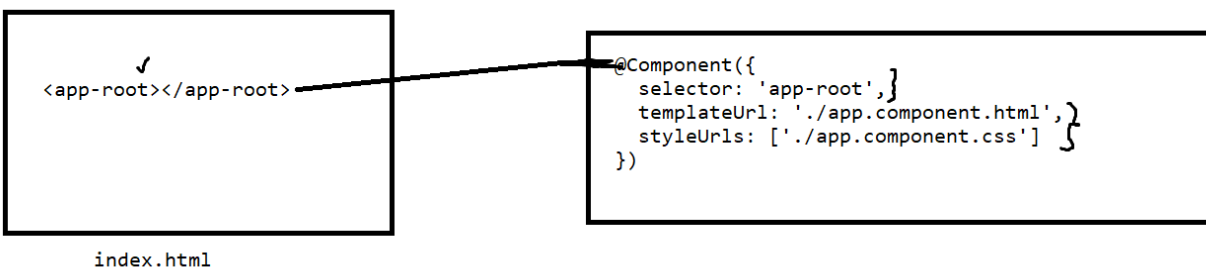 <app-root></app-root>
index.html
@Component({
selector: 'app-root',
templateUrl: './app.component.html',
styleUrls: ['./app.component.css']
})